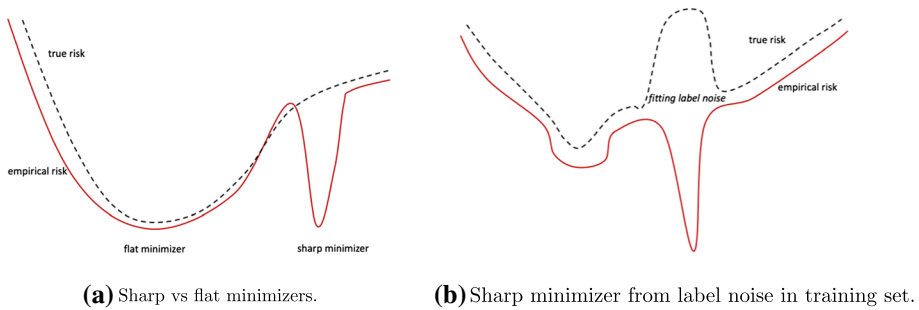 true risk
empirical risk
flat minimizer
sharp minimizer
(a) Sharp vs flat minimizers.
true risk
empirical risk
fitting label noise
(b) Sharp minimizer from label noise in training set.